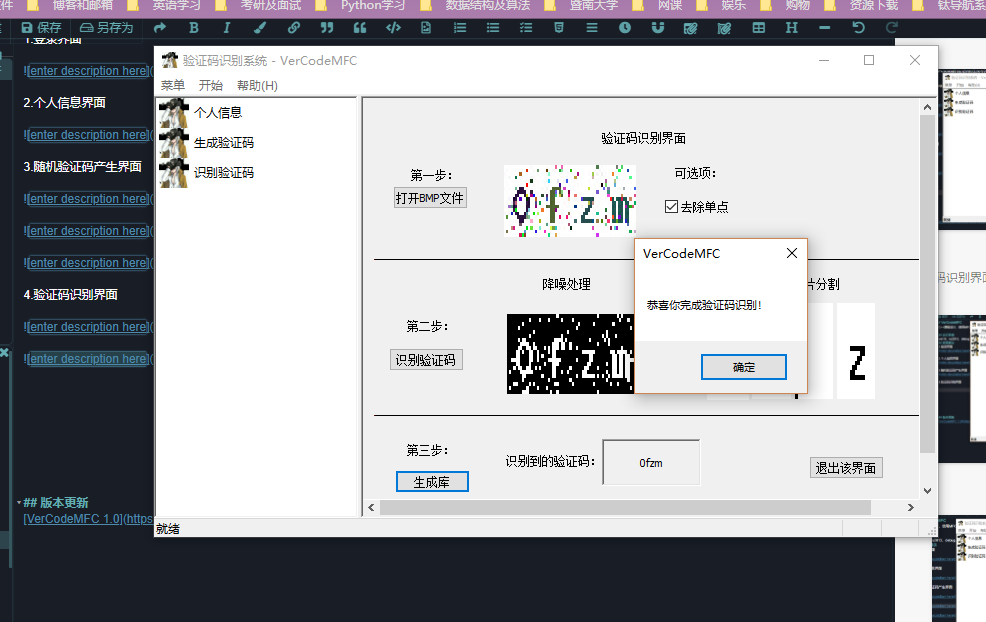 件 博客和邮箱 英语学习 考研及面试 Python学习 数据结构及算法 暨南大学 网课 娱乐 购物 资源下载 钛导航系
保存 另存为 B I H
1.登录界面
![enter description here](
2.个人信息界面
![enter description here](
3.随机验证码产生界面
![enter description here](
![enter description here](
![enter description here](
4.验证码识别界面
![enter description here](
![enter description here](
## 版本更新
[VerCodeMFC 1.0](https
验证码识别系统 - VerCodeMFC
菜单 开始 帮助(H)
个人信息
生成验证码
识别验证码
验证码识别界面
第一步：
打开BMP文件
0fzm
可选项：
去除单点
降噪处理
片分割
第二步：
识别验证码
0fzm
z
VerCodeMFC
恭喜你完成验证码识别！
确定
第三步：
生成库
识别到的验证码：
0fzm
退出该界面
就绪
码识别界面